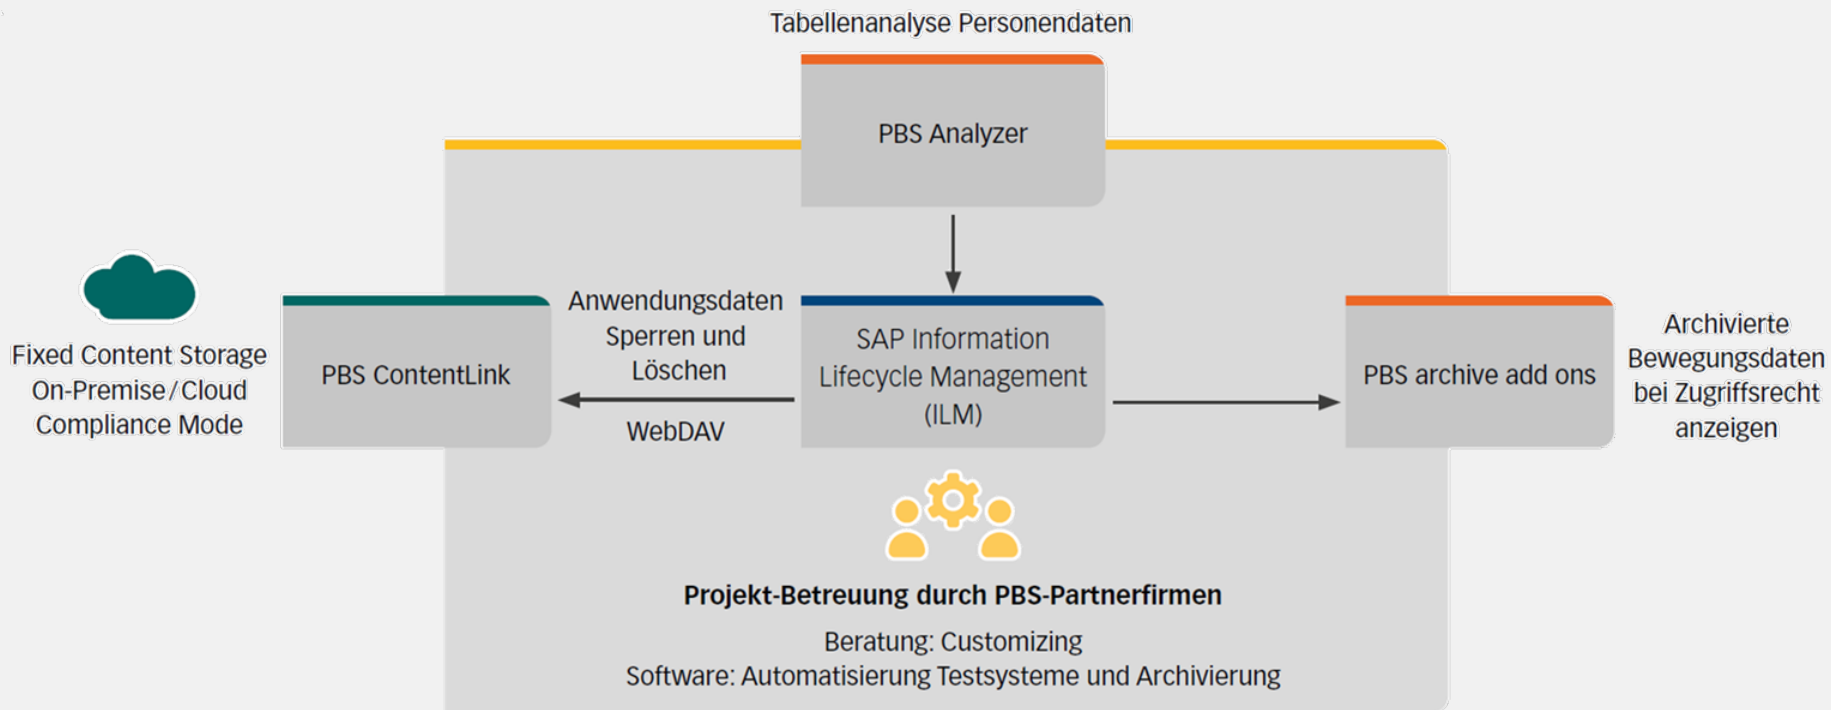 Tabellenanalyse Personendaten
PBS Analyzer
Fixed Content Storage
On-Premise/Cloud
Compliance Mode
PBS ContentLink
Anwendungsdaten
Sperren und
Löschen
WebDAV
SAP Information
Lifecycle Management
(ILM)
PBS archive add ons
Archivierte
Bewegungsdaten
bei Zugriffsrecht
anzeigen
Projekt-Betreuung durch PBS-Partnerfirmen
Beratung: Customizing
Software: Automatisierung Testsysteme und Archivierung